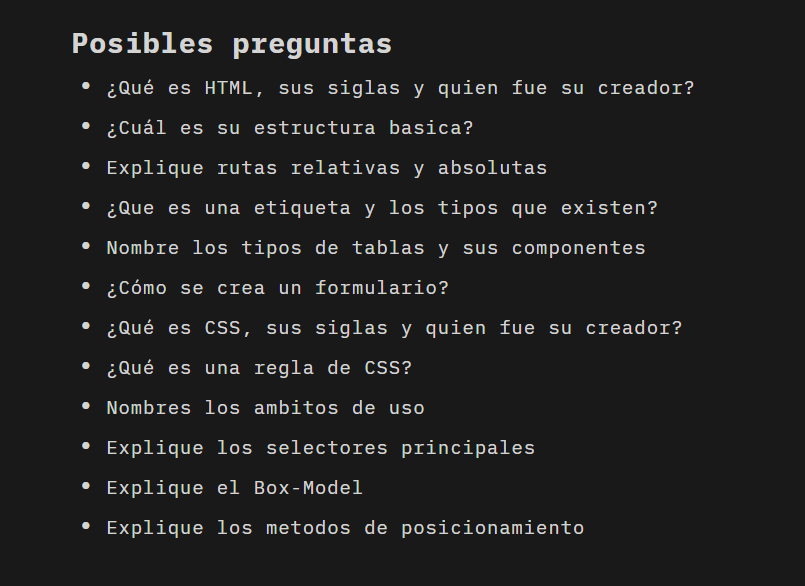 Posibles preguntas
• ¿Qué es HTML, sus siglas y quien fue su creador?
• ¿Cuál es su estructura basica?
• Explique rutas relativas y absolutas
• ¿Que es una etiqueta y los tipos que existen?
• Nombre los tipos de tablas y sus componentes
• ¿Cómo se crea un formulario?
• ¿Qué es CSS, sus siglas y quien fue su creador?
• ¿Qué es una regla de CSS?
• Nombres los ambitos de uso
• Explique los selectores principales
• Explique el Box-Model
• Explique los metodos de posicionamiento